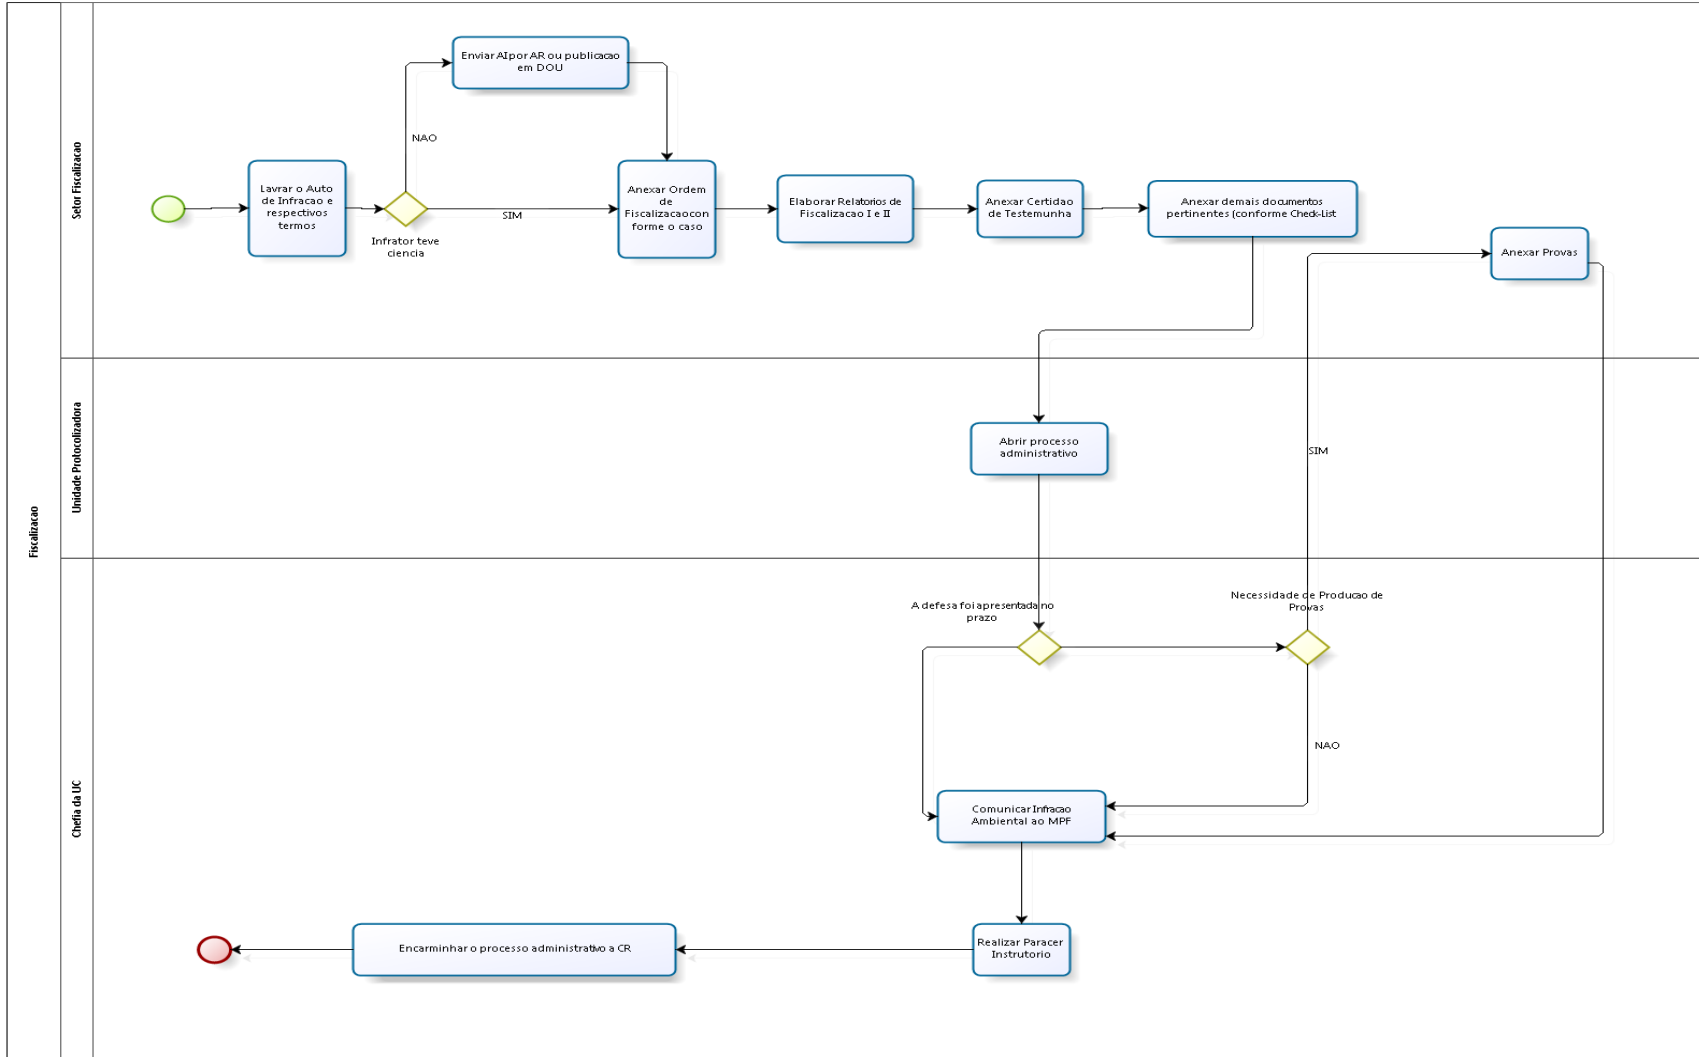 Fiscalizacao
Setor Fiscalizacao
Enviar AI por AR ou publicacao
em DOU
NAO
Lavrar o Auto
de Infracao e
respectivos
termos
Infrator teve
ciencia
SIM
Anexar Ordem
de
Fiscalizacaocon
forme o caso
Elaborar Relatorios de
Fiscalizacao I e II
Anexar Certidao
de Testemunha
Anexar demais documentos
pertinentes (conforme Check-List
Anexar Provas
Unidade Protocolizadora
Abrir processo
administrativo
SIM
Chefia da UC
A defesa foi apresentada no
prazo
Necessidade de Producao de
Provas
NAO
Comunicar Infracao
Ambiental ao MPF
Realizar Paracer
Instrutorio
Encarminhar o processo administrativo a CR